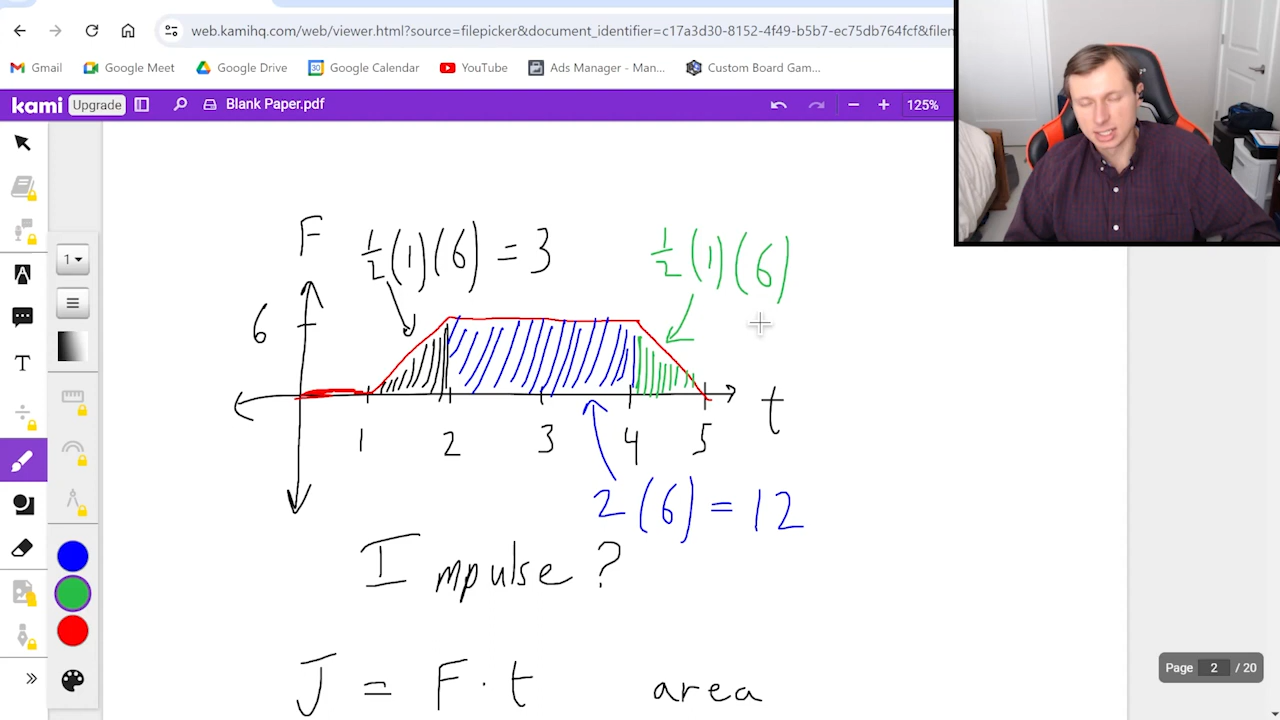 web.kamihq.com/web/viewer.html?source=filepicker&document_identifier=c17a3d30-8152-4f49-b5b7-ec75db764fcf&filen
Gmail Google Meet Google Drive 30 Google Calendar YouTube Ads Manager - Man... Custom Board Gam...
kami Upgrade Blank Paper.pdf 125%
1
A
T
F
1/2 (1)(6) = 3
1/2 (1)(6)
6
1 2 3 4 5 t
2 (6) = 12
Impulse ?
J = F · t area
Page 2 / 20